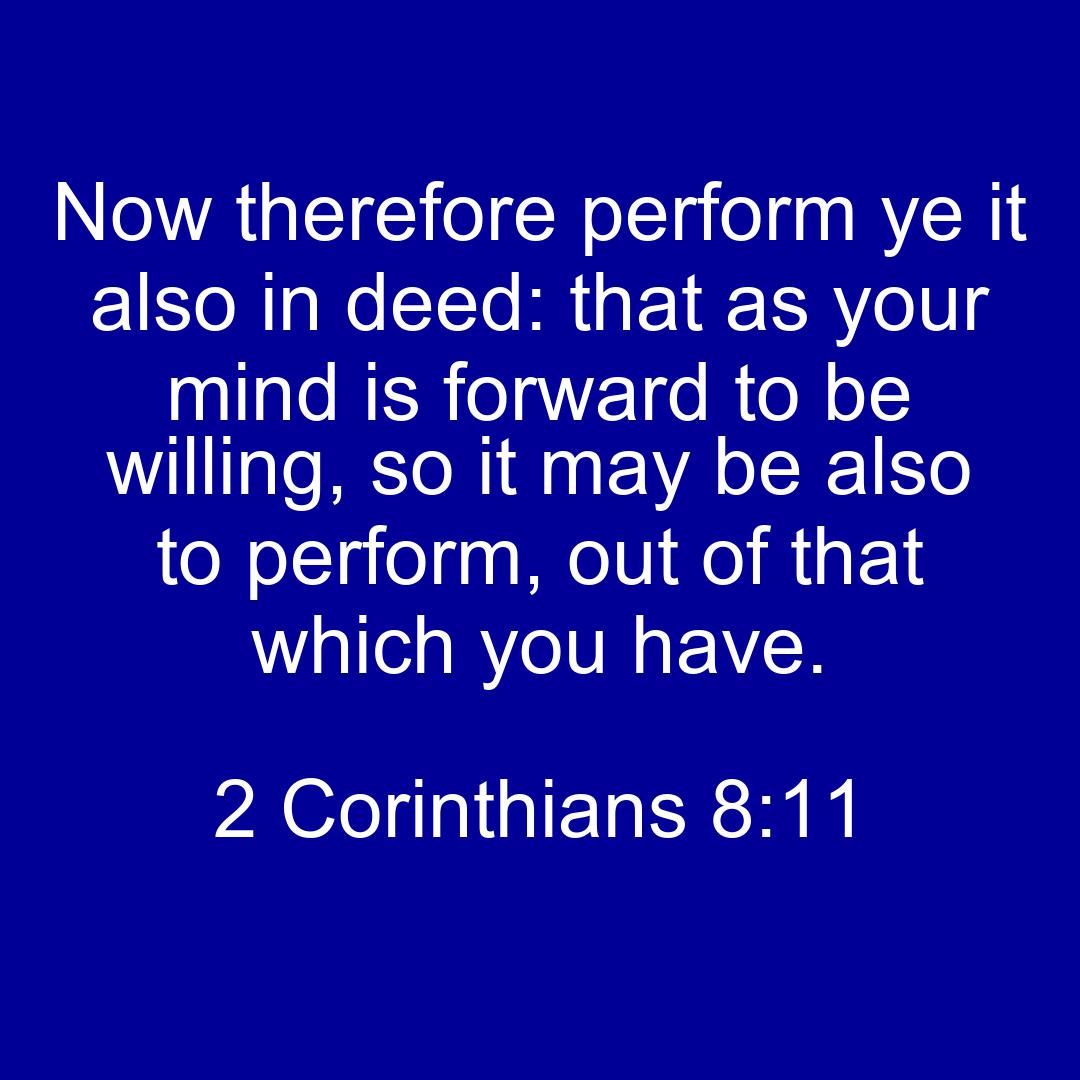 Now therefore perform ye it
also in deed: that as your
mind is forward to be
willing, so it may be also
to perform, out of that
which you have.
2 Corinthians 8:11